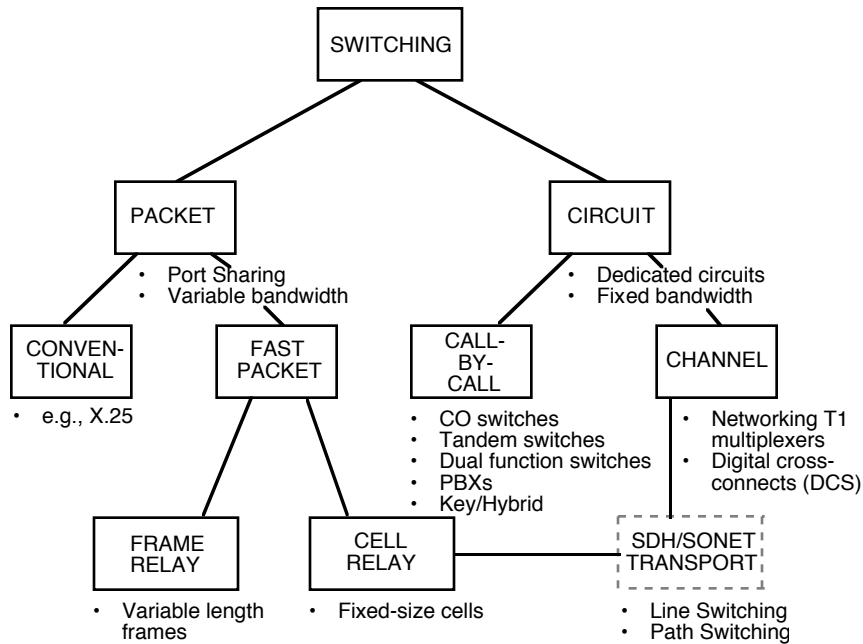 SWITCHING
PACKET
CIRCUIT
• Port Sharing
• Variable bandwidth
• Dedicated circuits
• Fixed bandwidth
CONVEN-
TIONAL
FAST
PACKET
CALL-
BY-
CALL
CHANNEL
• e.g., X.25
• CO switches
• Tandem switches
• Dual function switches
• PBXs
• Key/Hybrid
• Networking T1
multiplexers
• Digital cross-
connects (DCS)
FRAME
RELAY
CELL
RELAY
SDH/SONET
TRANSPORT
• Variable length
frames
• Fixed-size cells
• Line Switching
• Path Switching